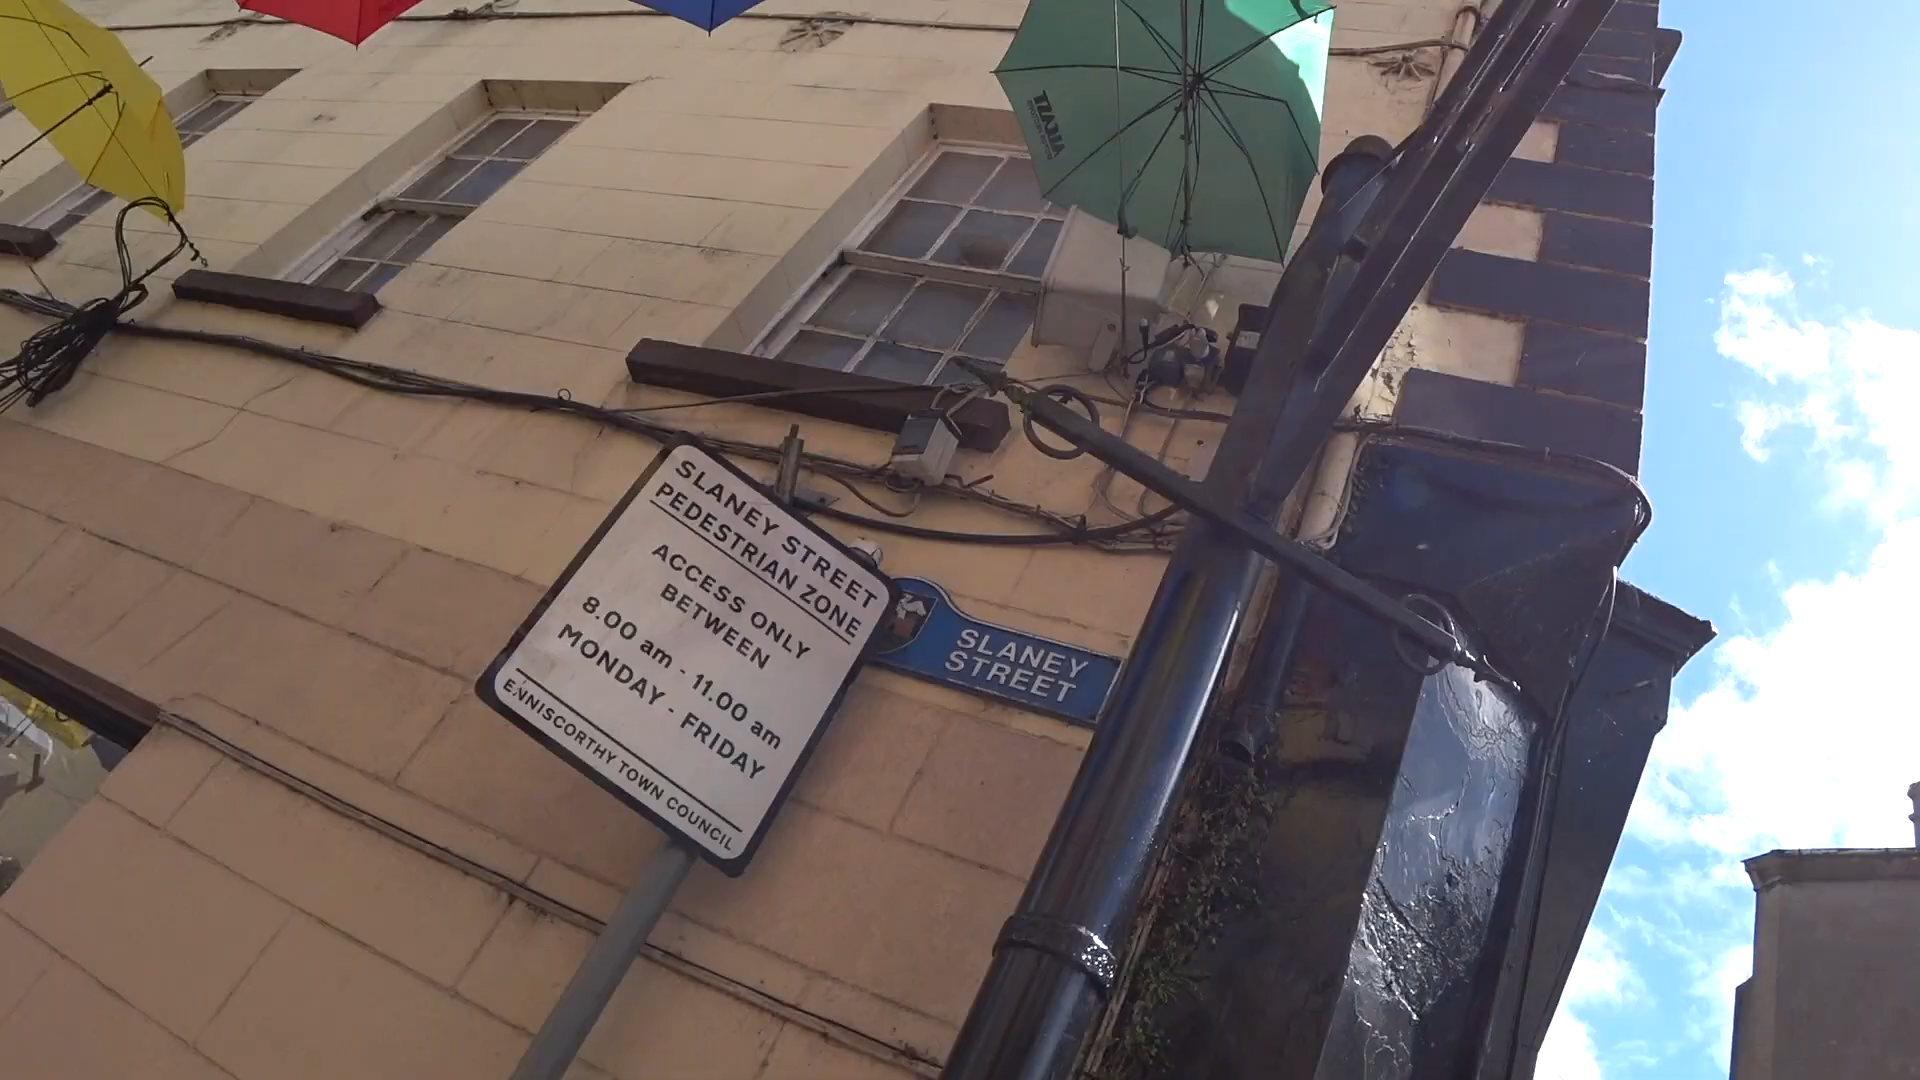 SLANEY STREET
PEDESTRIAN ZONE
ACCESS ONLY
BETWEEN
8.00 am - 11.00 am
MONDAY - FRIDAY
ENNISCORTHY TOWN COUNCIL
SLANEY
STREET